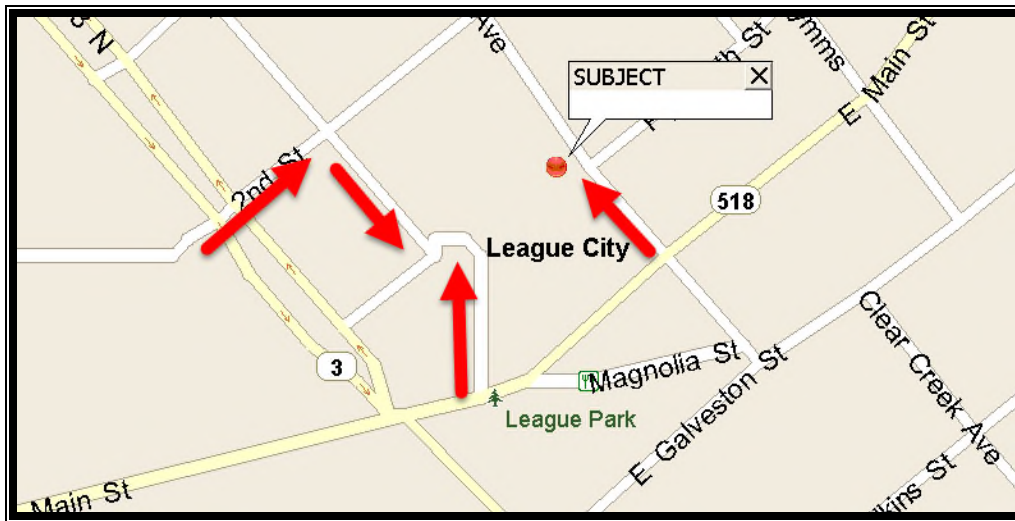 3 N
Ave
SUBJECT
E Main St
2nd St
518
League City
3
Magnolia St
League Park
Clear Creek Ave
E Galveston St
Main St